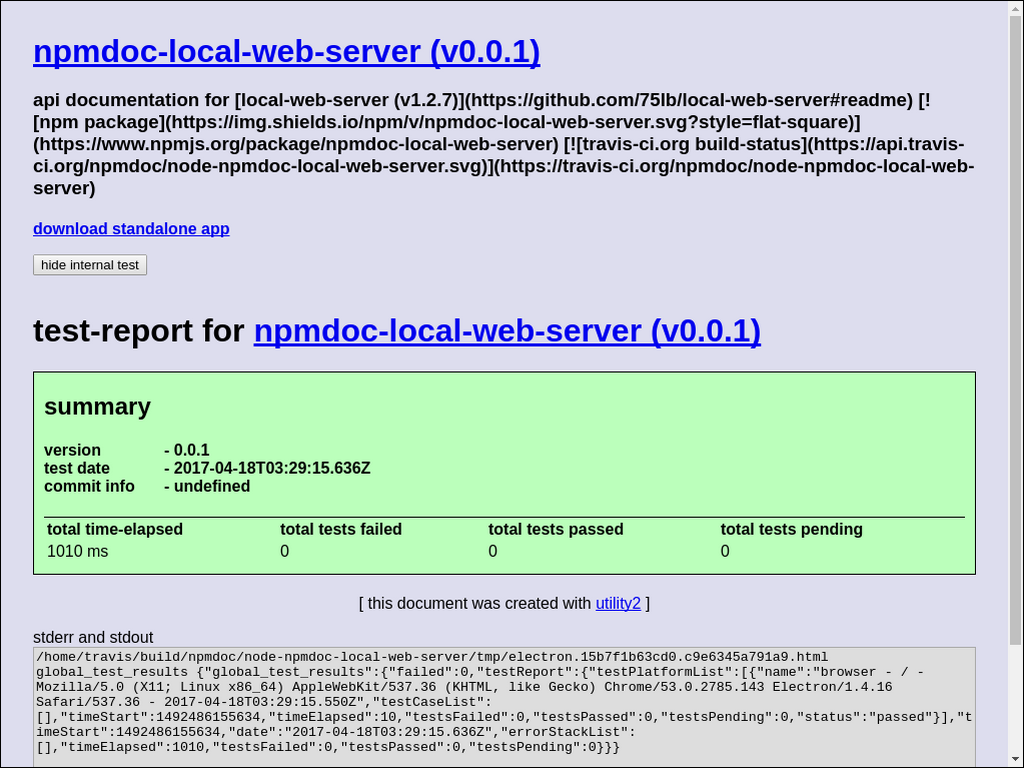 npmdoc-local-web-server (v0.0.1)
api documentation for [local-web-server (v1.2.7)](https://github.com/75lb/local-web-server#readme) [!
[npm package](https://img.shields.io/npm/v/npmdoc-local-web-server.svg?style=flat-square)]
(https://www.npmjs.org/package/npmdoc-local-web-server) [![travis-ci.org build-status](https://api.travis-
ci.org/npmdoc/node-npmdoc-local-web-server.svg)](https://travis-ci.org/npmdoc/node-npmdoc-local-web-
server)
download standalone app
hide internal test
test-report for npmdoc-local-web-server (v0.0.1)
summary
version - 0.0.1
test date - 2017-04-18T03:29:15.636Z
commit info - undefined
total time-elapsed total tests failed total tests passed total tests pending
1010 ms 0 0 0
[ this document was created with utility2 ]
stderr and stdout
/home/travis/build/npmdoc/node-npmdoc-local-web-server/tmp/electron.15b7f1b63cd0.c9e6345a791a9.html
global_test_results {"global_test_results":{"failed":0,"testReport":{"testPlatformList":[{"name":"browser - / -
Mozilla/5.0 (X11; Linux x86_64) AppleWebKit/537.36 (KHTML, like Gecko) Chrome/53.0.2785.143 Electron/1.4.16
Safari/537.36 - 2017-04-18T03:29:15.550Z","testCaseList":
[],"timeStart":1492486155634,"timeElapsed":10,"testsFailed":0,"testsPassed":0,"testsPending":0,"status":"passed"}],"t
imeStart":1492486155634,"date":"2017-04-18T03:29:15.636Z","errorStackList":
[],"timeElapsed":1010,"testsFailed":0,"testsPassed":0,"testsPending":0}}}